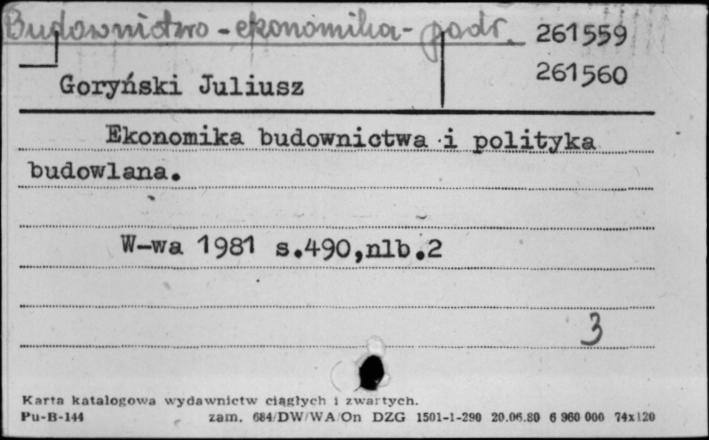 Budownictwo - ekonomika - podr. 261559
Goryński Juliusz 261560
Ekonomika budownictwa i polityka
budowlana.
W-wa 1981 s.490,nlb.2
3
Karta katalogowa wydawnictw ciągłych i zwartych.
Pu-B-144 zam. 684/DW/WA/On DZG 1501-1-290 20.06.80 6 960 000 74x120